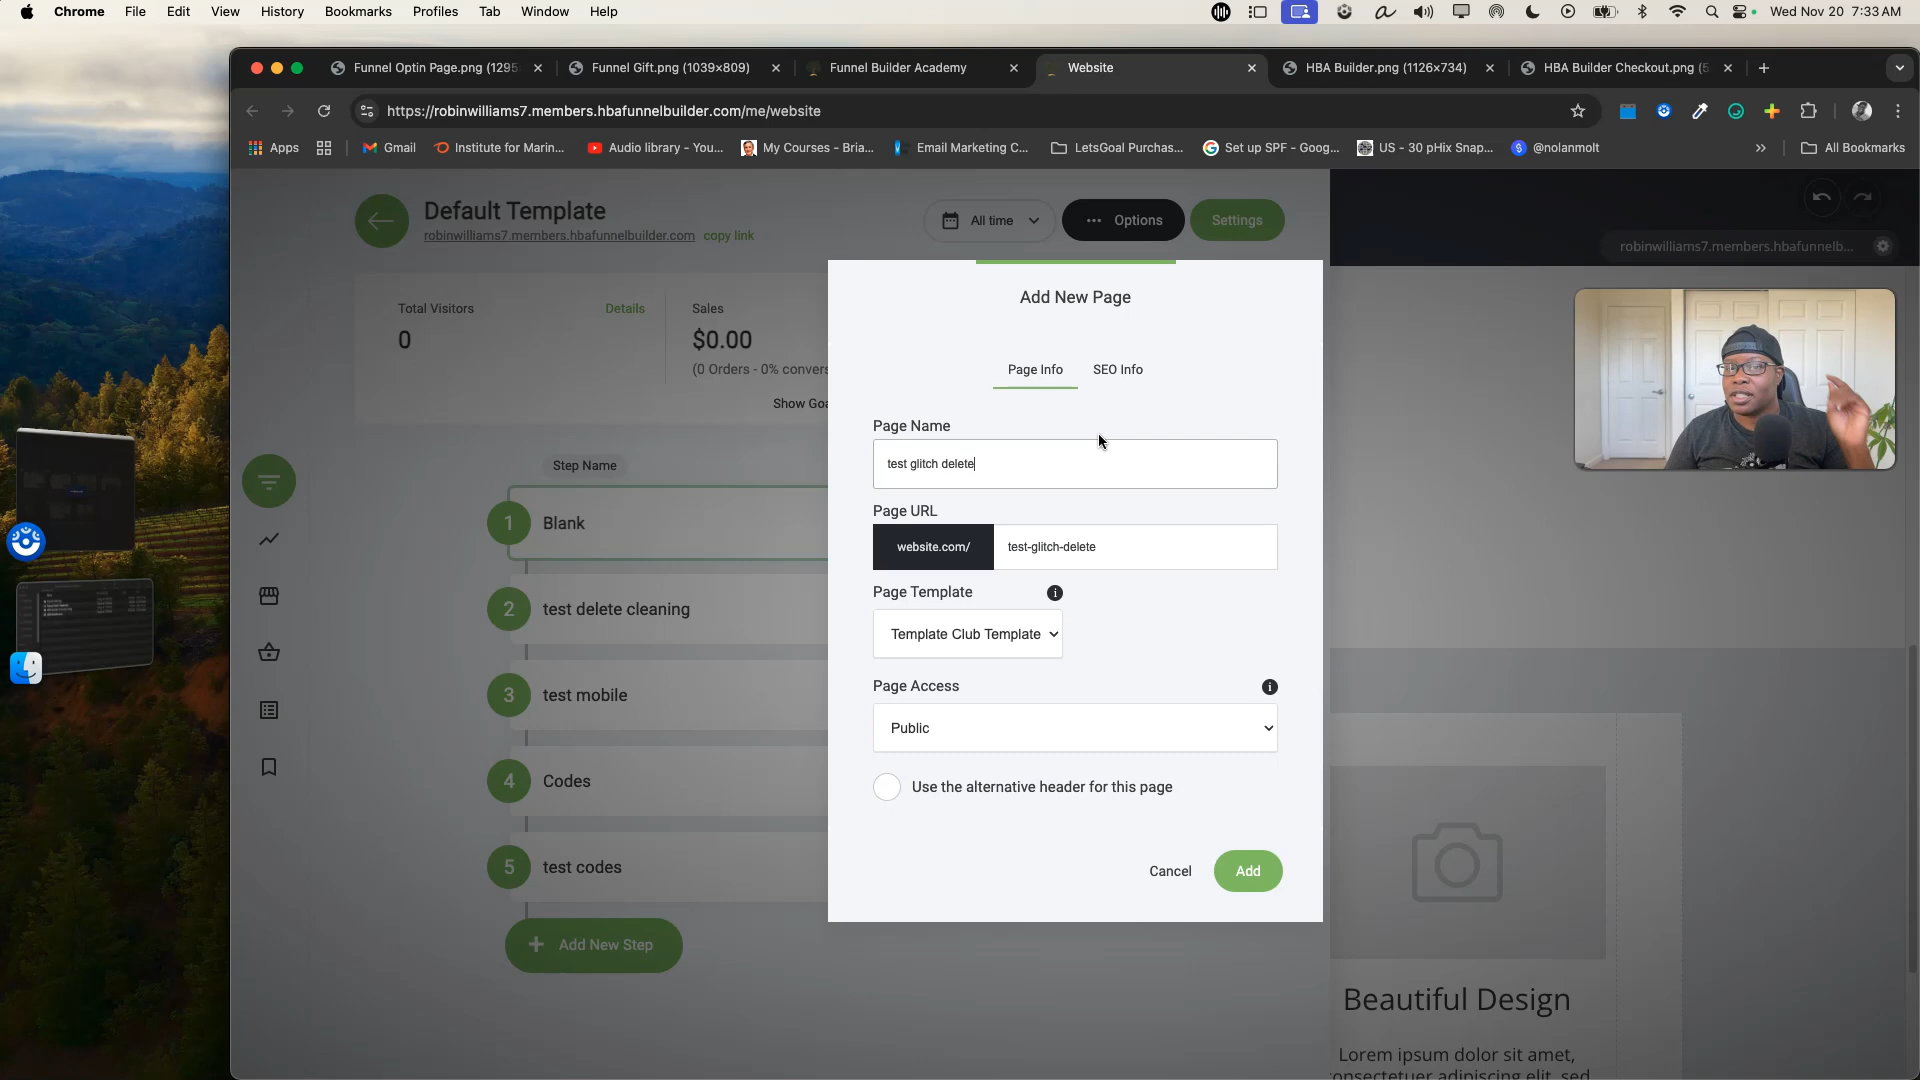 Chrome File Edit View History Bookmarks Profiles Tab Window Help
Wed Nov 20 7:33 AM
Funnel Optin Page.png (1295
Funnel Gift.png (1039×809)
Funnel Builder Academy
Website
HBA Builder.png (1126×734)
HBA Builder Checkout.png (5
https://robinwilliams7.members.hbafunnelbuilder.com/me/website
Apps
Gmail
Institute for Marin...
Audio library - You...
My Courses - Bria...
Email Marketing C...
LetsGoal Purchas...
Set up SPF - Goog...
US - 30 pHix Snap...
@nolanmolt
All Bookmarks
Default Template
robinwilliams7.members.hbafunnelbuilder.com copy link
All time
Options
Settings
robinwilliams7.members.hbafunnelb...
Total Visitors
Details
0
Sales
$0.00
(0 Orders - 0% convers
Show Goa
Step Name
1 Blank
2 test delete cleaning
3 test mobile
4 Codes
5 test codes
+ Add New Step
Add New Page
Page Info
SEO Info
Page Name
test glitch delete
Page URL
website.com/
test-glitch-delete
Page Template
Template Club Template
Page Access
Public
Use the alternative header for this page
Cancel
Add
Beautiful Design
Lorem ipsum dolor sit amet,
onsectetuer adipiscing elit, sed